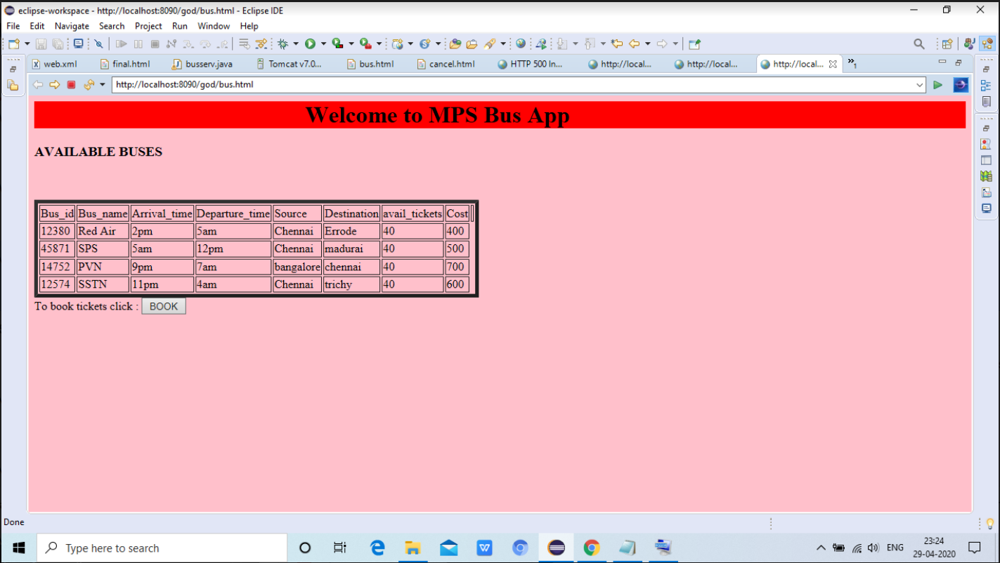 eclipse-workspace - http://localhost:8090/god/bus.html - Eclipse IDE
File Edit Navigate Search Project Run Window Help
web.xml final.html busserv.java Tomcat v7.0... bus.html cancel.html HTTP 500 In... http://local... http://local... http://local... »1
http://localhost:8090/god/bus.html
Welcome to MPS Bus App
AVAILABLE BUSES
Bus_id Bus_name Arrival_time Departure_time Source Destination avail_tickets Cost
12380 Red Air 2pm 5am Chennai Errode 40 400
45871 SPS 5am 12pm Chennai madurai 40 500
14752 PVN 9pm 7am bangalore chennai 40 700
12574 SSTN 11pm 4am Chennai trichy 40 600
To book tickets click : BOOK
Done
Type here to search
ENG
23:24
29-04-2020